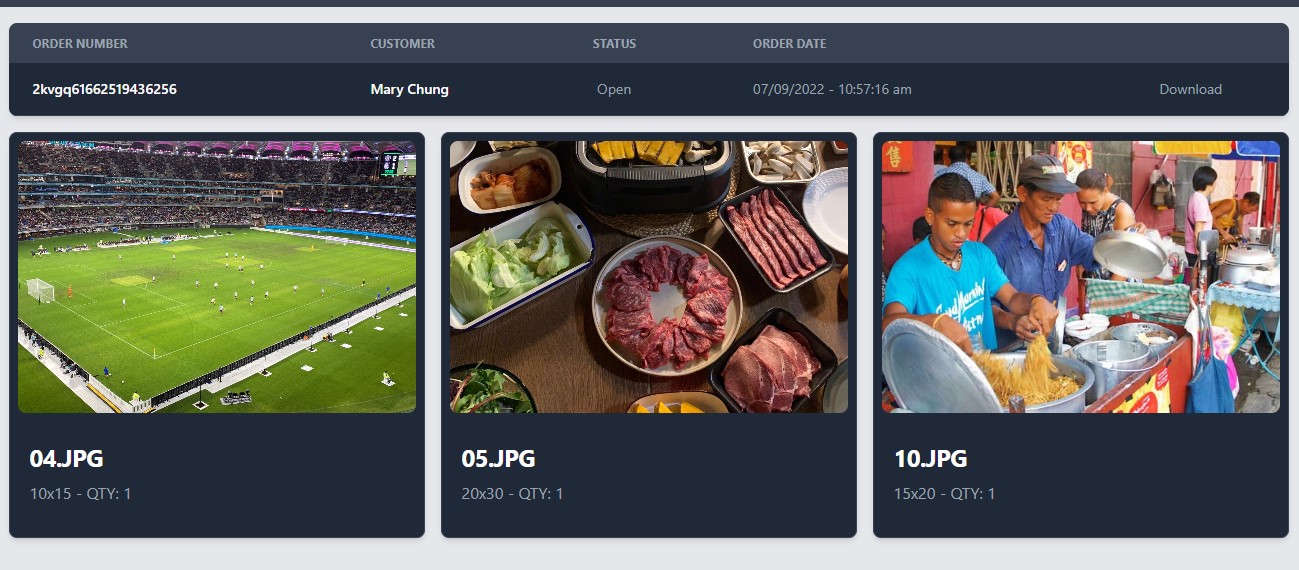 ORDER NUMBER CUSTOMER STATUS ORDER DATE
2kvgq61662519436256 Mary Chung Open 07/09/2022 - 10:57:16 am Download
售
04.JPG
10x15 - QTY: 1
05.JPG
20x30 - QTY: 1
10.JPG
15x20 - QTY: 1